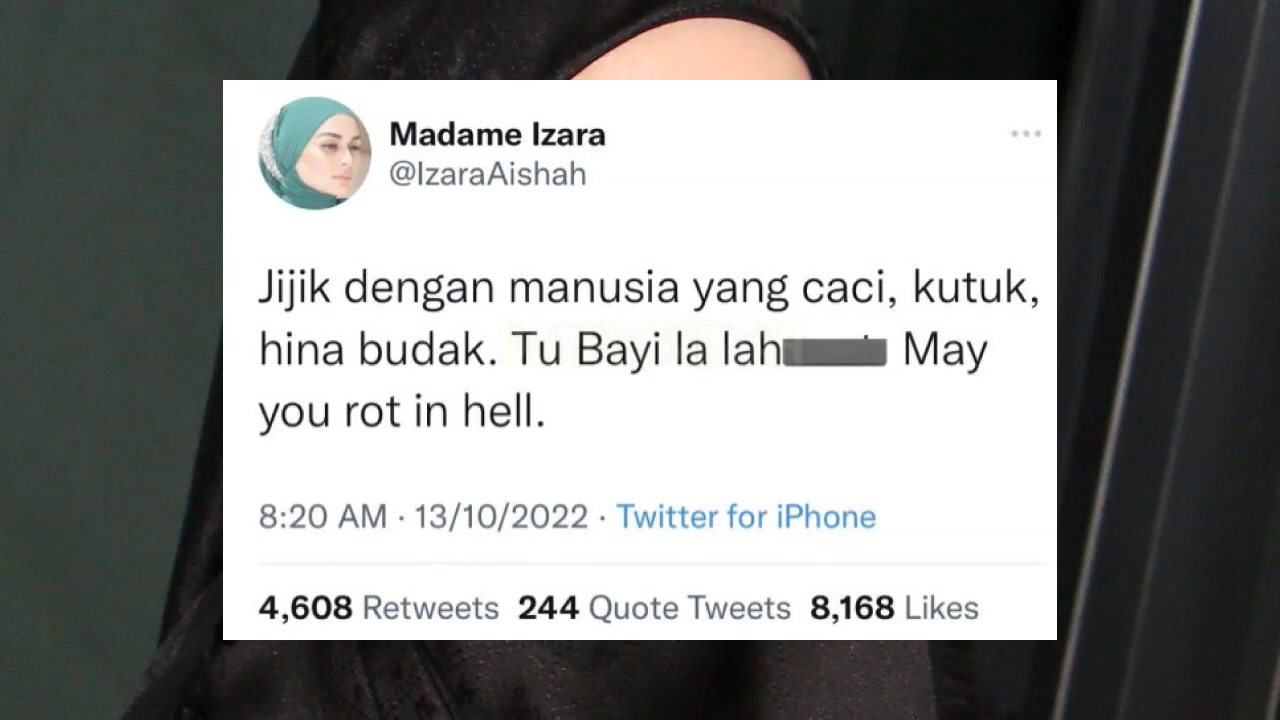 Madame Izara
@IzaraAishah
Jijik dengan manusia yang caci, kutuk,
hina budak. Tu Bayi la lah May
you rot in hell.
8:20 AM · 13/10/2022 · Twitter for iPhone
4,608 Retweets 244 Quote Tweets 8,168 Likes